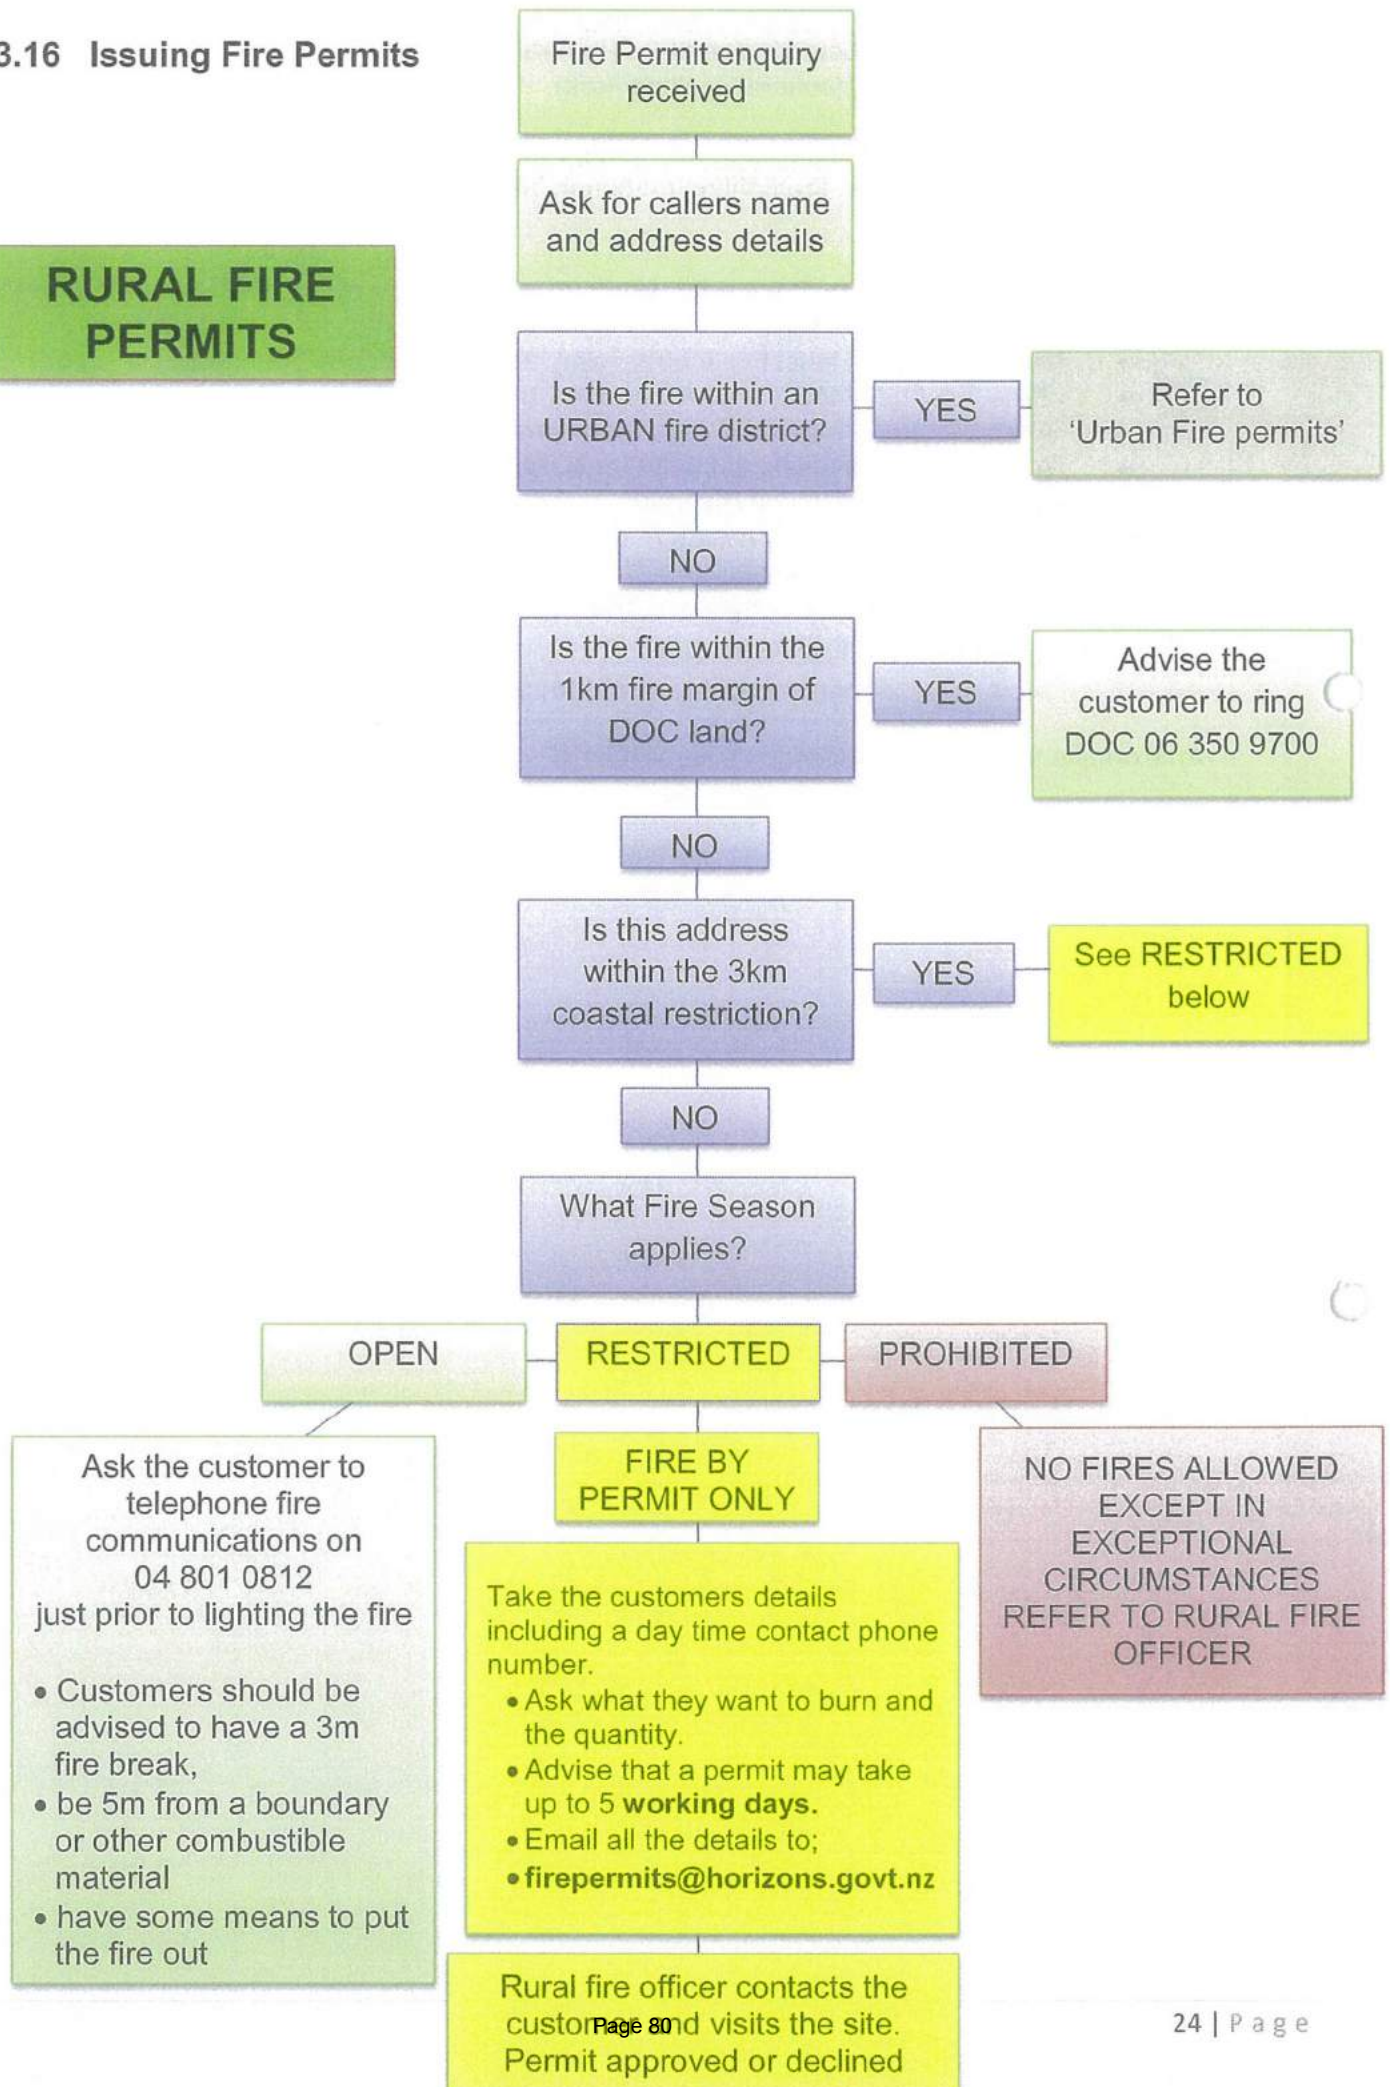 3.16 Issuing Fire Permits
Fire Permit enquiry
received
Ask for callers name
and address details
RURAL FIRE
PERMITS
Is the fire within an
URBAN fire district?
YES
Refer to
‘Urban Fire permits’
NO
Is the fire within the
1km fire margin of
DOC land?
YES
Advise the
customer to ring
DOC 06 350 9700
NO
Is this address
within the 3km
coastal restriction?
YES
See RESTRICTED
below
NO
What Fire Season
applies?
OPEN
RESTRICTED
PROHIBITED
Ask the customer to
telephone fire
communications on
04 801 0812
just prior to lighting the fire
• Customers should be
advised to have a 3m
fire break,
• be 5m from a boundary
or other combustible
material
• have some means to put
the fire out
FIRE BY
PERMIT ONLY
Take the customers details
including a day time contact phone
number.
• Ask what they want to burn and
the quantity.
• Advise that a permit may take
up to 5 working days.
• Email all the details to;
• firepermits@horizons.govt.nz
Rural fire officer contacts the
customer and visits the site.
Permit approved or declined
NO FIRES ALLOWED
EXCEPT IN
EXCEPTIONAL
CIRCUMSTANCES
REFER TO RURAL FIRE
OFFICER
Page 80
24 | Page